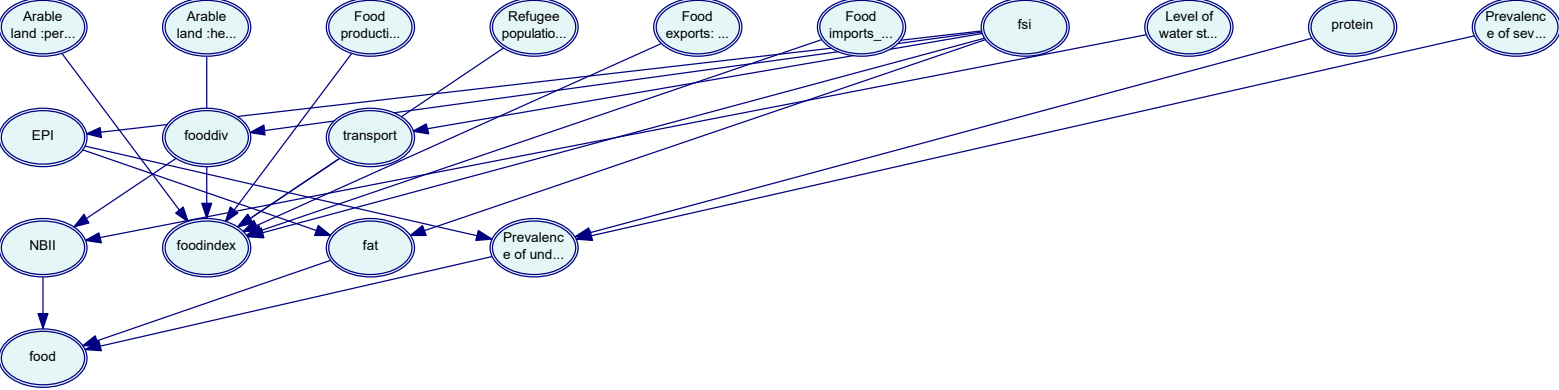 Arable
land :per...
Arable
land :he...
Food
producti...
Refugee
populatio...
Food
exports: ...
Food
imports_...
fsi
Level of
water st...
protein
Prevalenc
e of sev...
EPI
fooddiv
transport
NBII
foodindex
fat
Prevalenc
e of und...
food